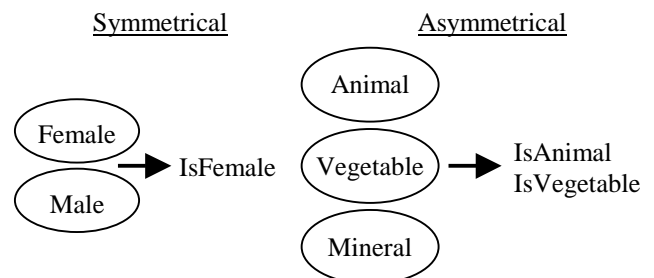 Symmetrical
Asymmetrical
Female
Male
IsFemale
Animal
Vegetable
Mineral
IsAnimal
IsVegetable